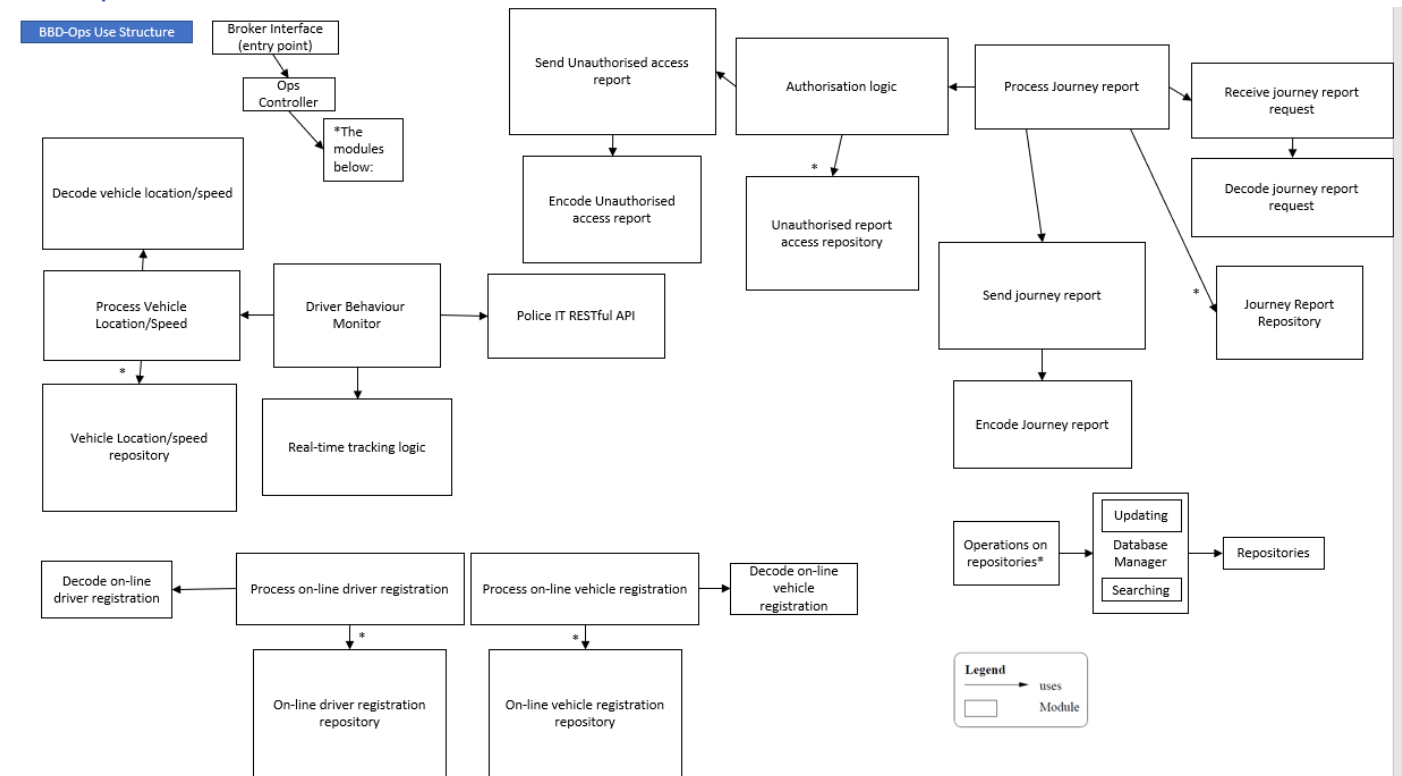 BBD-Ops Use Structure
Broker Interface
(entry point)
Ops
Controller
*The
modules
below:
Send Unauthorised access
report
Authorisation logic
Process Journey report
Receive journey report
request
Decode vehicle location/speed
Encode Unauthorised
access report
*
Unauthorised report
access repository
Decode journey report
request
Process Vehicle
Location/Speed
Driver Behaviour
Monitor
Police IT RESTful API
Send journey report
*
Journey Report
Repository
*
Vehicle Location/speed
repository
Real-time tracking logic
Encode Journey report
Operations on
repositories*
Updating
Database
Manager
Searching
Repositories
Decode on-line
driver registration
Process on-line driver registration
Process on-line vehicle registration
Decode on-line
vehicle
registration
*
*
On-line driver registration
repository
On-line vehicle registration
repository
Legend
uses
Module